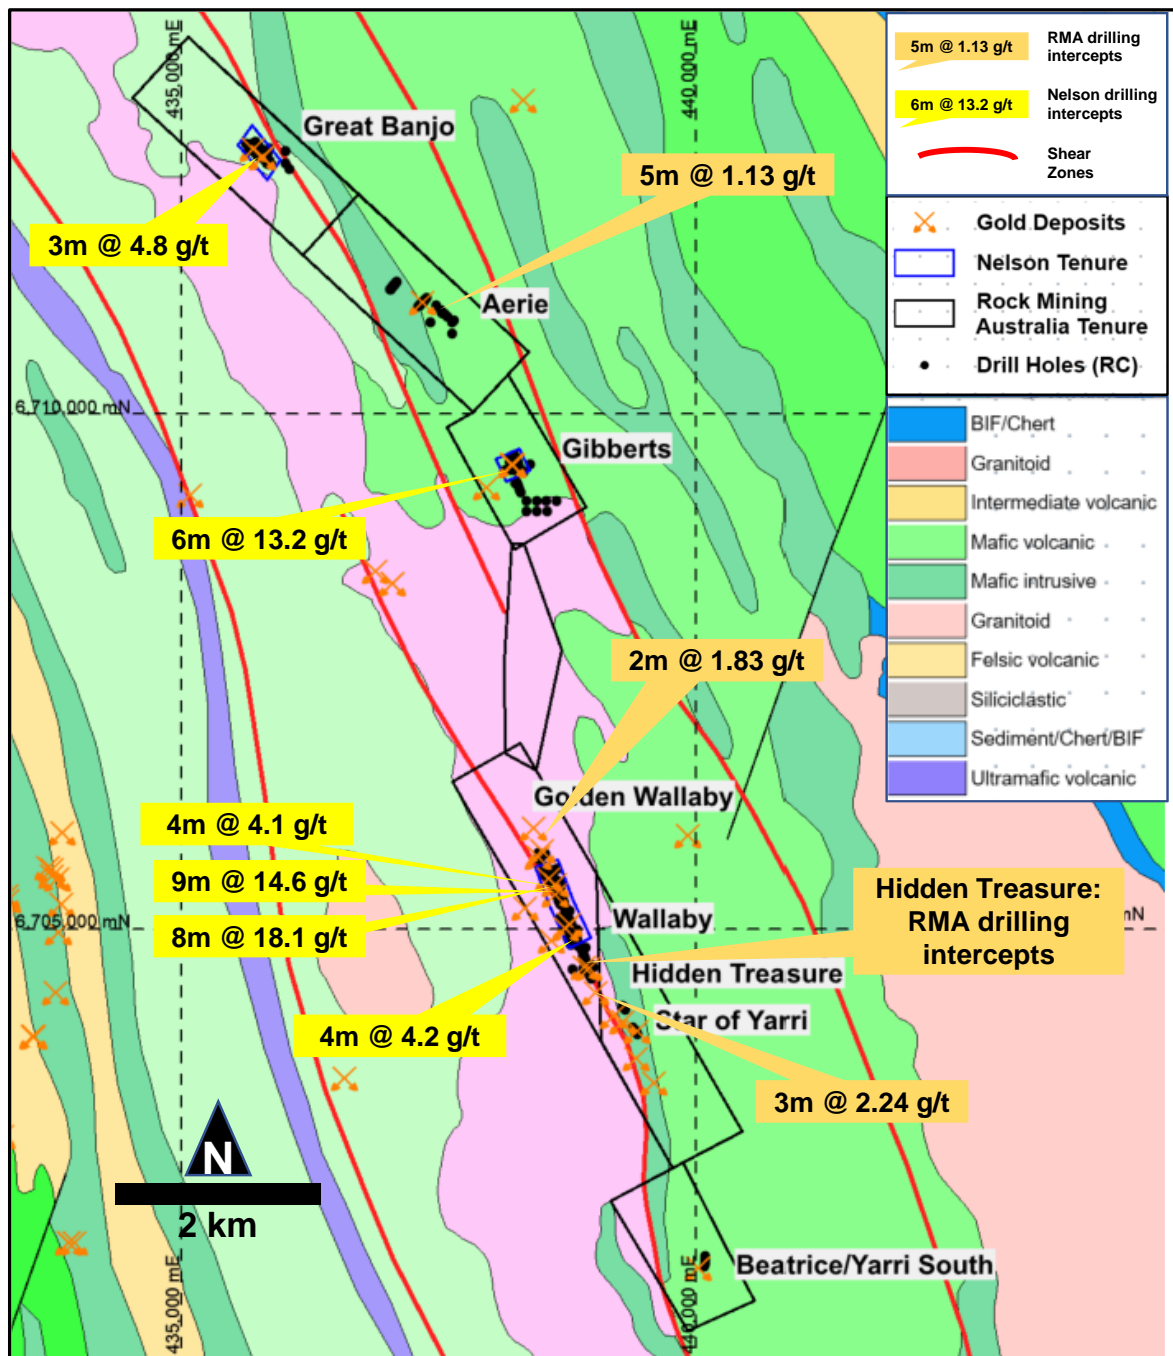 435,000 mE
440,000 mE
5m @ 1.13 g/t
RMA drilling
intercepts
6m @ 13.2 g/t
Nelson drilling
intercepts
Shear
Zones
Great Banjo
5m @ 1.13 g/t
3m @ 4.8 g/t
Aerie
Gold Deposits
Nelson Tenure
Rock Mining
Australia Tenure
Drill Holes (RC)
6,710,000 mN
BIF/Chert
Granitoid
Intermediate volcanic
Mafic volcanic
Mafic intrusive
Granitoid
Felsic volcanic
Siliciclastic
Sediment/Chert/BIF
Ultramafic volcanic
Gibberts
6m @ 13.2 g/t
2m @ 1.83 g/t
Golden Wallaby
4m @ 4.1 g/t
9m @ 14.6 g/t
8m @ 18.1 g/t
Hidden Treasure:
RMA drilling
intercepts
6,705,000 mN
mN
Wallaby
Hidden Treasure
Star of Yarri
4m @ 4.2 g/t
3m @ 2.24 g/t
N
2 km
Beatrice/Yarri South
435,000 mE
440,000 mE